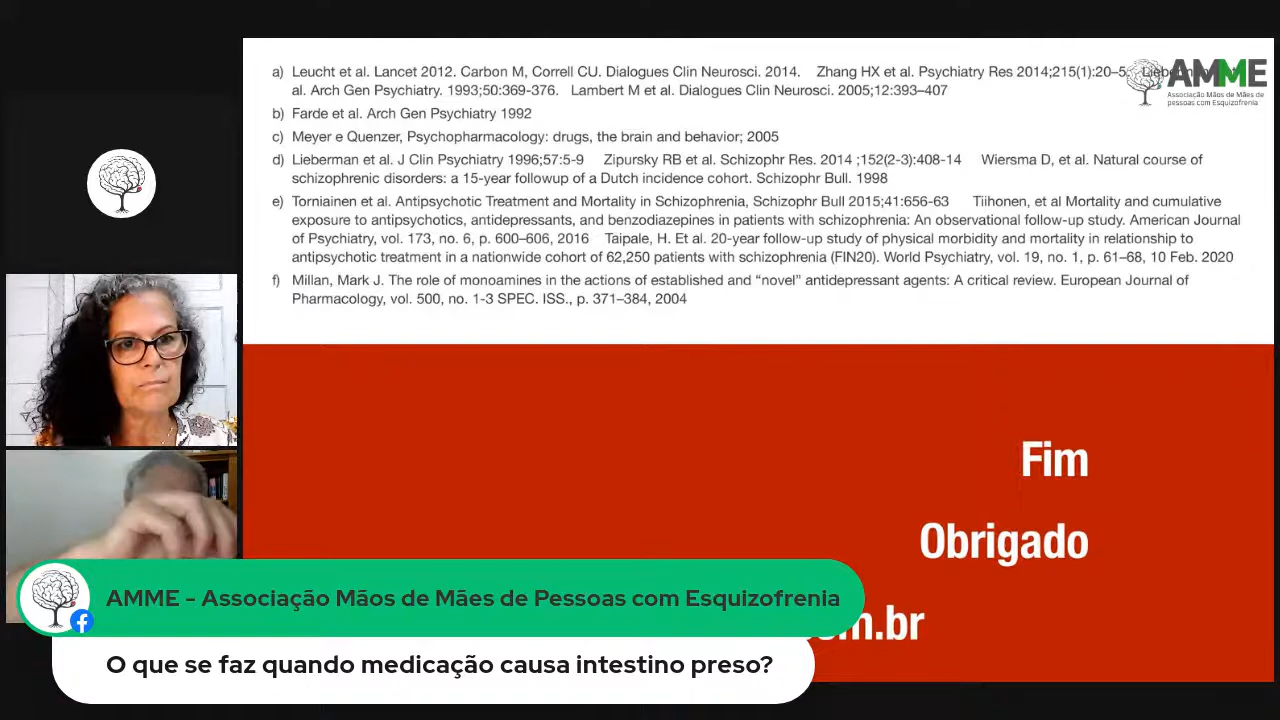 a) Leucht et al. Lancet 2012. Carbon M, Correll CU. Dialogues Clin Neurosci. 2014. Zhang HX et al. Psychiatry Res 2014;215(1):20–5.
al. Arch Gen Psychiatry. 1993;50:369-376. Lambert M et al. Dialogues Clin Neurosci. 2005;12:393–407
AMME
Associação Mãos de Mães de
pessoas com Esquizofrenia
b) Farde et al. Arch Gen Psychiatry 1992
c) Meyer e Quenzer, Psychopharmacology: drugs, the brain and behavior; 2005
d) Lieberman et al. J Clin Psychiatry 1996;57:5-9 Zipursky RB et al. Schizophr Res. 2014 ;152(2-3):408-14 Wiersma D, et al. Natural course of
schizophrenic disorders: a 15-year followup of a Dutch incidence cohort. Schizophr Bull. 1998
e) Torniainen et al. Antipsychotic Treatment and Mortality in Schizophrenia, Schizophr Bull 2015;41:656-63 Tiihonen, et al Mortality and cumulative
exposure to antipsychotics, antidepressants, and benzodiazepines in patients with schizophrenia: An observational follow-up study. American Journal
of Psychiatry, vol. 173, no. 6, p. 600–606, 2016 Taipale, H. Et al. 20-year follow-up study of physical morbidity and mortality in relationship to
antipsychotic treatment in a nationwide cohort of 62,250 patients with schizophrenia (FIN20). World Psychiatry, vol. 19, no. 1, p. 61–68, 10 Feb. 2020
f) Millan, Mark J. The role of monoamines in the actions of established and “novel” antidepressant agents: A critical review. European Journal of
Pharmacology, vol. 500, no. 1-3 SPEC. ISS., p. 371–384, 2004
Fim
Obrigado
om.br
AMME - Associação Mãos de Mães de Pessoas com Esquizofrenia
O que se faz quando medicação causa intestino preso?